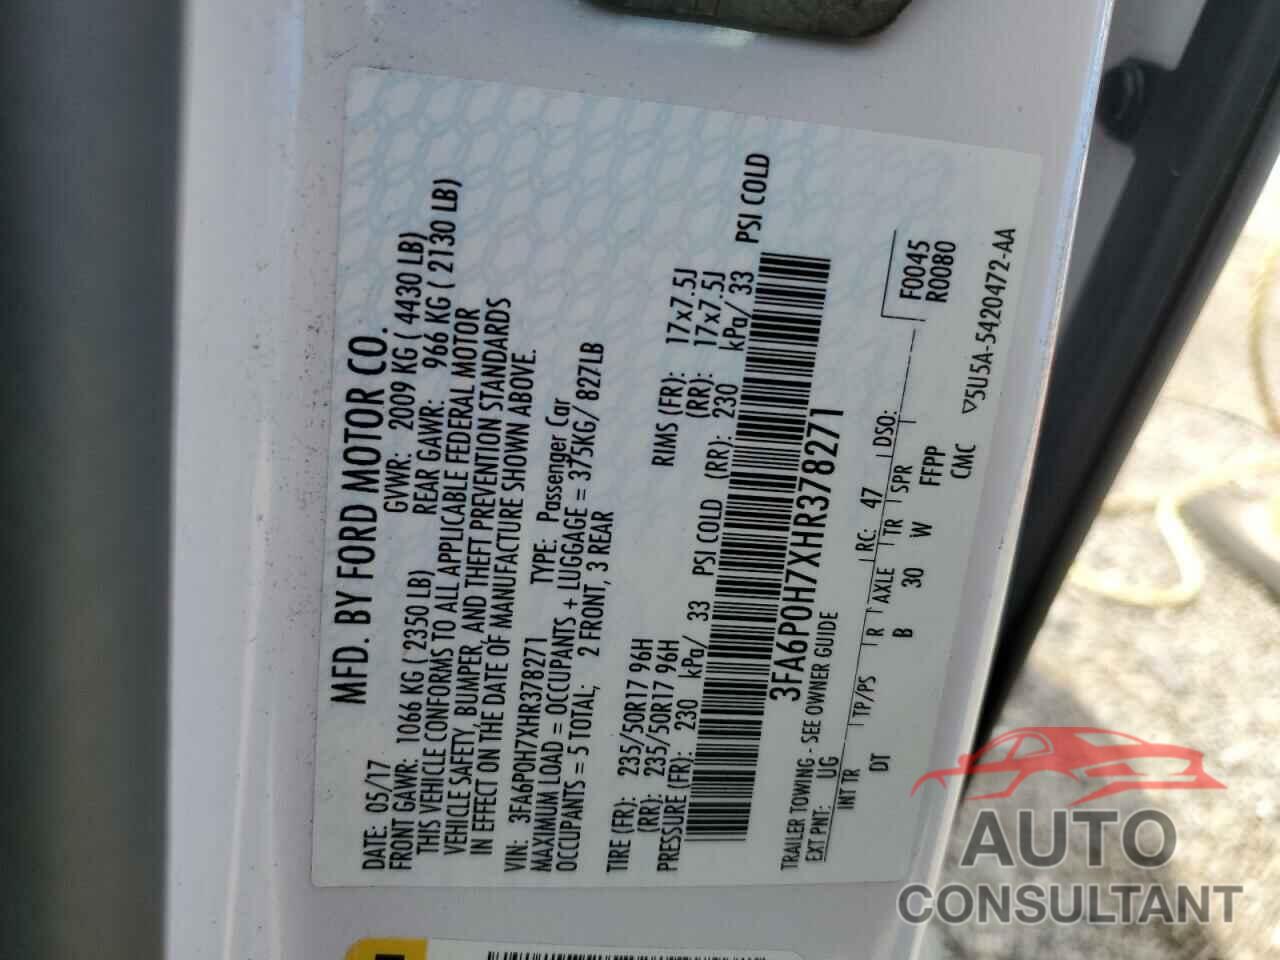 MFD. BY FORD MOTOR CO.
DATE: 05/17 GVWR: 2009 KG ( 4430 LB)
FRONT GAWR: 1066 KG ( 2350 LB) REAR GAWR: 966 KG ( 2130 LB)
THIS VEHICLE CONFORMS TO ALL APPLICABLE FEDERAL MOTOR
VEHICLE SAFETY, BUMPER, AND THEFT PREVENTION STANDARDS
IN EFFECT ON THE DATE OF MANUFACTURE SHOWN ABOVE.
VIN: 3FA6P0H7XHR378271 TYPE: Passenger Car
MAXIMUM LOAD = OCCUPANTS + LUGGAGE = 375KG/ 827LB
OCCUPANTS = 5 TOTAL; 2 FRONT, 3 REAR
TIRE (FR): 235/50R17 96H RIMS (FR): 17x7.5J
(RR): 235/50R17 96H (RR): 17x7.5J
PRESSURE (FR): 230 kPa/ 33 PSI COLD (RR): 230 kPa/ 33 PSI COLD
3FA6P0H7XHR378271
TRAILER TOWING - SEE OWNER GUIDE
EXT PNT: UG RC: 47 DSO:
INT TR TP/PS R AXLE TR SPR
DT B 30 W FFPP
CMC
F0045
R0080
▽5U5A-5420472-AA
AUTO
CONSULTANT